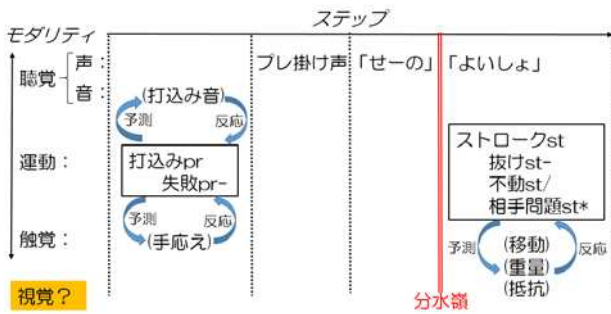 ステップ
モダリティ
聴覚
声:
音:
プレ掛け声
「せーの」
「よいしょ」
(打込み音)
予測
反応
運動:
打込みpr
失敗pr-
ストロークst
抜けst-
不動st/
相手問題st*
予測
反応
触覚:
(手応え)
予測
反応
(移動)
(重量)
(抵抗)
視覚?
分水嶺